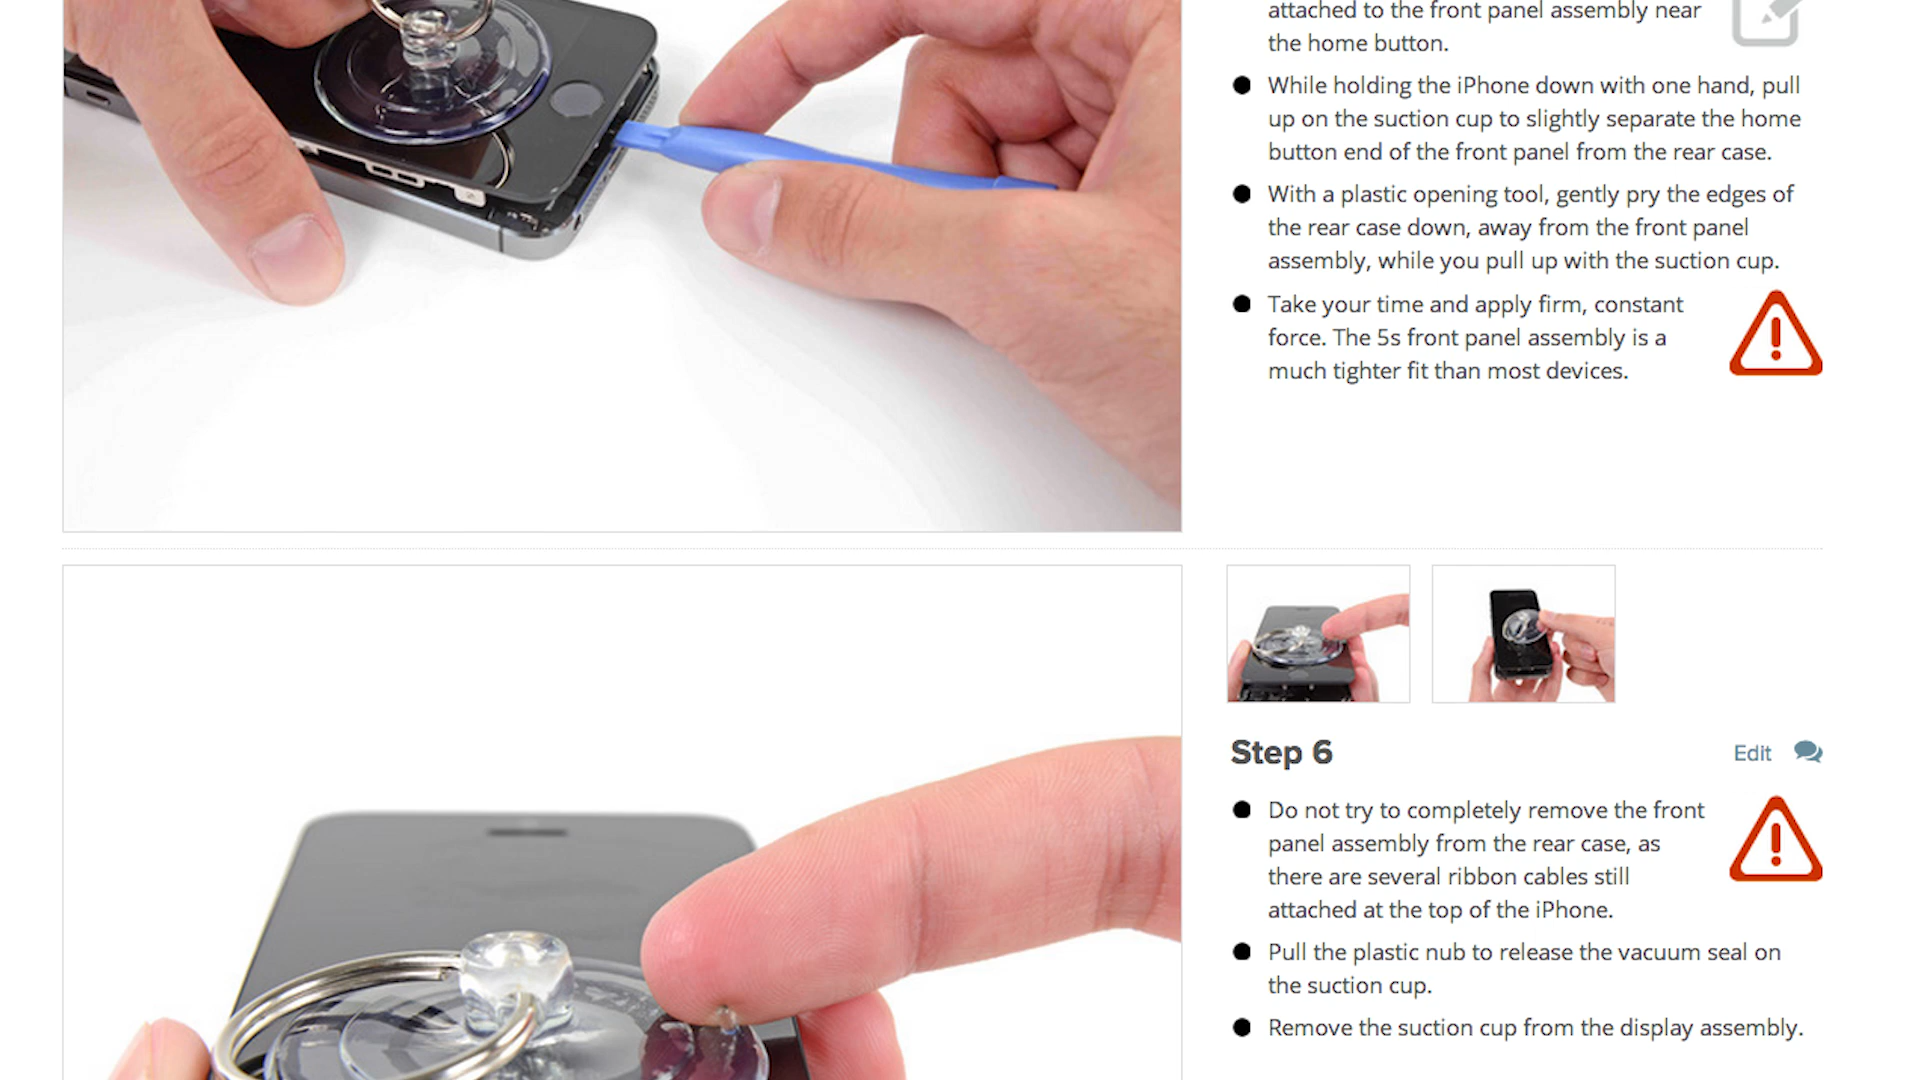 attached to the front panel assembly near
the home button.
While holding the iPhone down with one hand, pull
up on the suction cup to slightly separate the home
button end of the front panel from the rear case.
With a plastic opening tool, gently pry the edges of
the rear case down, away from the front panel
assembly, while you pull up with the suction cup.
Take your time and apply firm, constant
force. The 5s front panel assembly is a
much tighter fit than most devices.
Step 6
Edit
Do not try to completely remove the front
panel assembly from the rear case, as
there are several ribbon cables still
attached at the top of the iPhone.
Pull the plastic nub to release the vacuum seal on
the suction cup.
Remove the suction cup from the display assembly.